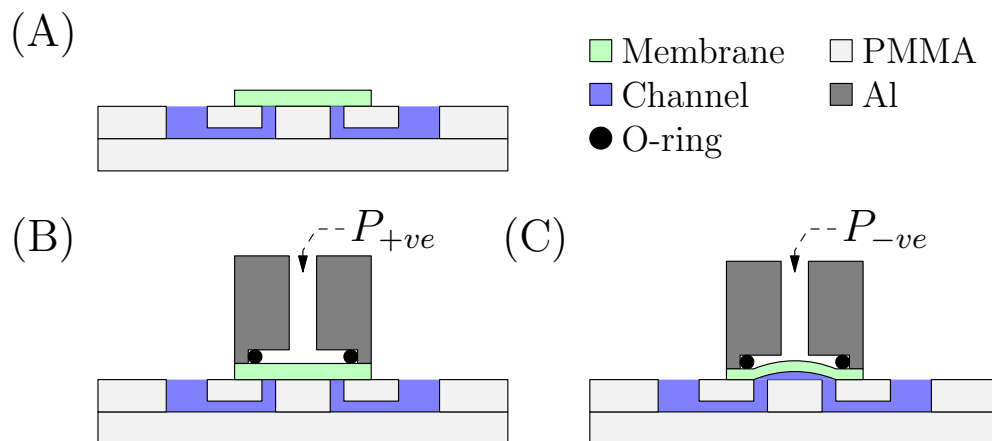 (A)
Membrane PMMA
Channel Al
O-ring
(B) P+ve
(C) P−ve